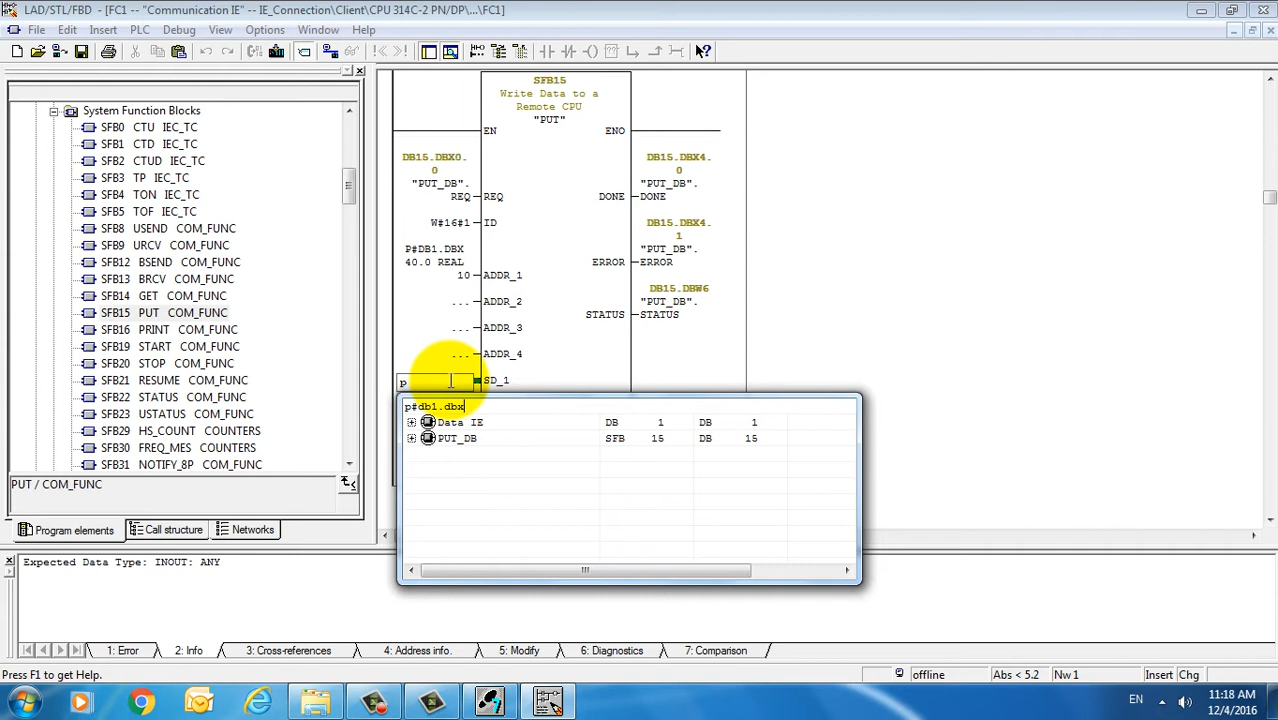 LAD/STL/FBD - [FC1 -- "Communication IE" -- IE_Connection\Client\CPU 314C-2 PN/DP\...\FC1]
File Edit Insert PLC Debug View Options Window Help
System Function Blocks
SFB0 CTU IEC_TC
SFB1 CTD IEC_TC
SFB2 CTUD IEC_TC
SFB3 TP IEC_TC
SFB4 TON IEC_TC
SFB5 TOF IEC_TC
SFB8 USEND COM_FUNC
SFB9 URCV COM_FUNC
SFB12 BSEND COM_FUNC
SFB13 BRCV COM_FUNC
SFB14 GET COM_FUNC
SFB15 PUT COM_FUNC
SFB16 PRINT COM_FUNC
SFB19 START COM_FUNC
SFB20 STOP COM_FUNC
SFB21 RESUME COM_FUNC
SFB22 STATUS COM_FUNC
SFB23 USTATUS COM_FUNC
SFB29 HS_COUNT COUNTERS
SFB30 FREQ_MES COUNTERS
SFB31 NOTIFY_8P COM_FUNC
PUT / COM_FUNC
Program elements Call structure Networks
SFB15
Write Data to a
Remote CPU
"PUT"
EN ENO
DB15.DBX0.
0
"PUT_DB".
REQ REQ
DB15.DBX4.
0
"PUT_DB".
DONE DONE
W#16#1 ID
DB15.DBX4.
1
"PUT_DB".
ERROR ERROR
P#DB1.DBX
40.0 REAL
10 ADDR_1
DB15.DBW6
"PUT_DB".
STATUS STATUS
... ADDR_2
... ADDR_3
... ADDR_4
p SD_1
p#db1.dbx
Data IE DB 1 DB 1
PUT_DB SFB 15 DB 15
Expected Data Type: INOUT: ANY
1: Error 2: Info 3: Cross-references 4: Address info. 5: Modify 6: Diagnostics 7: Comparison
Press F1 to get Help. offline Abs < 5.2 Nw 1 Insert Chg
EN 11:18 AM
12/4/2016